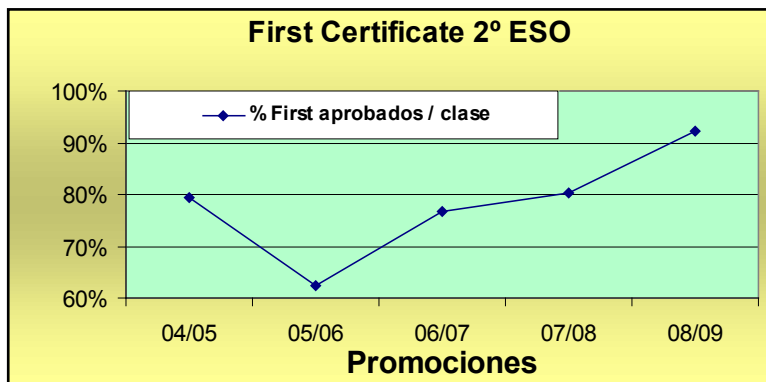 First Certificate 2º ESO
% First aprobados / clase
100%
90%
80%
70%
60%
04/05 05/06 06/07 07/08 08/09
Promociones